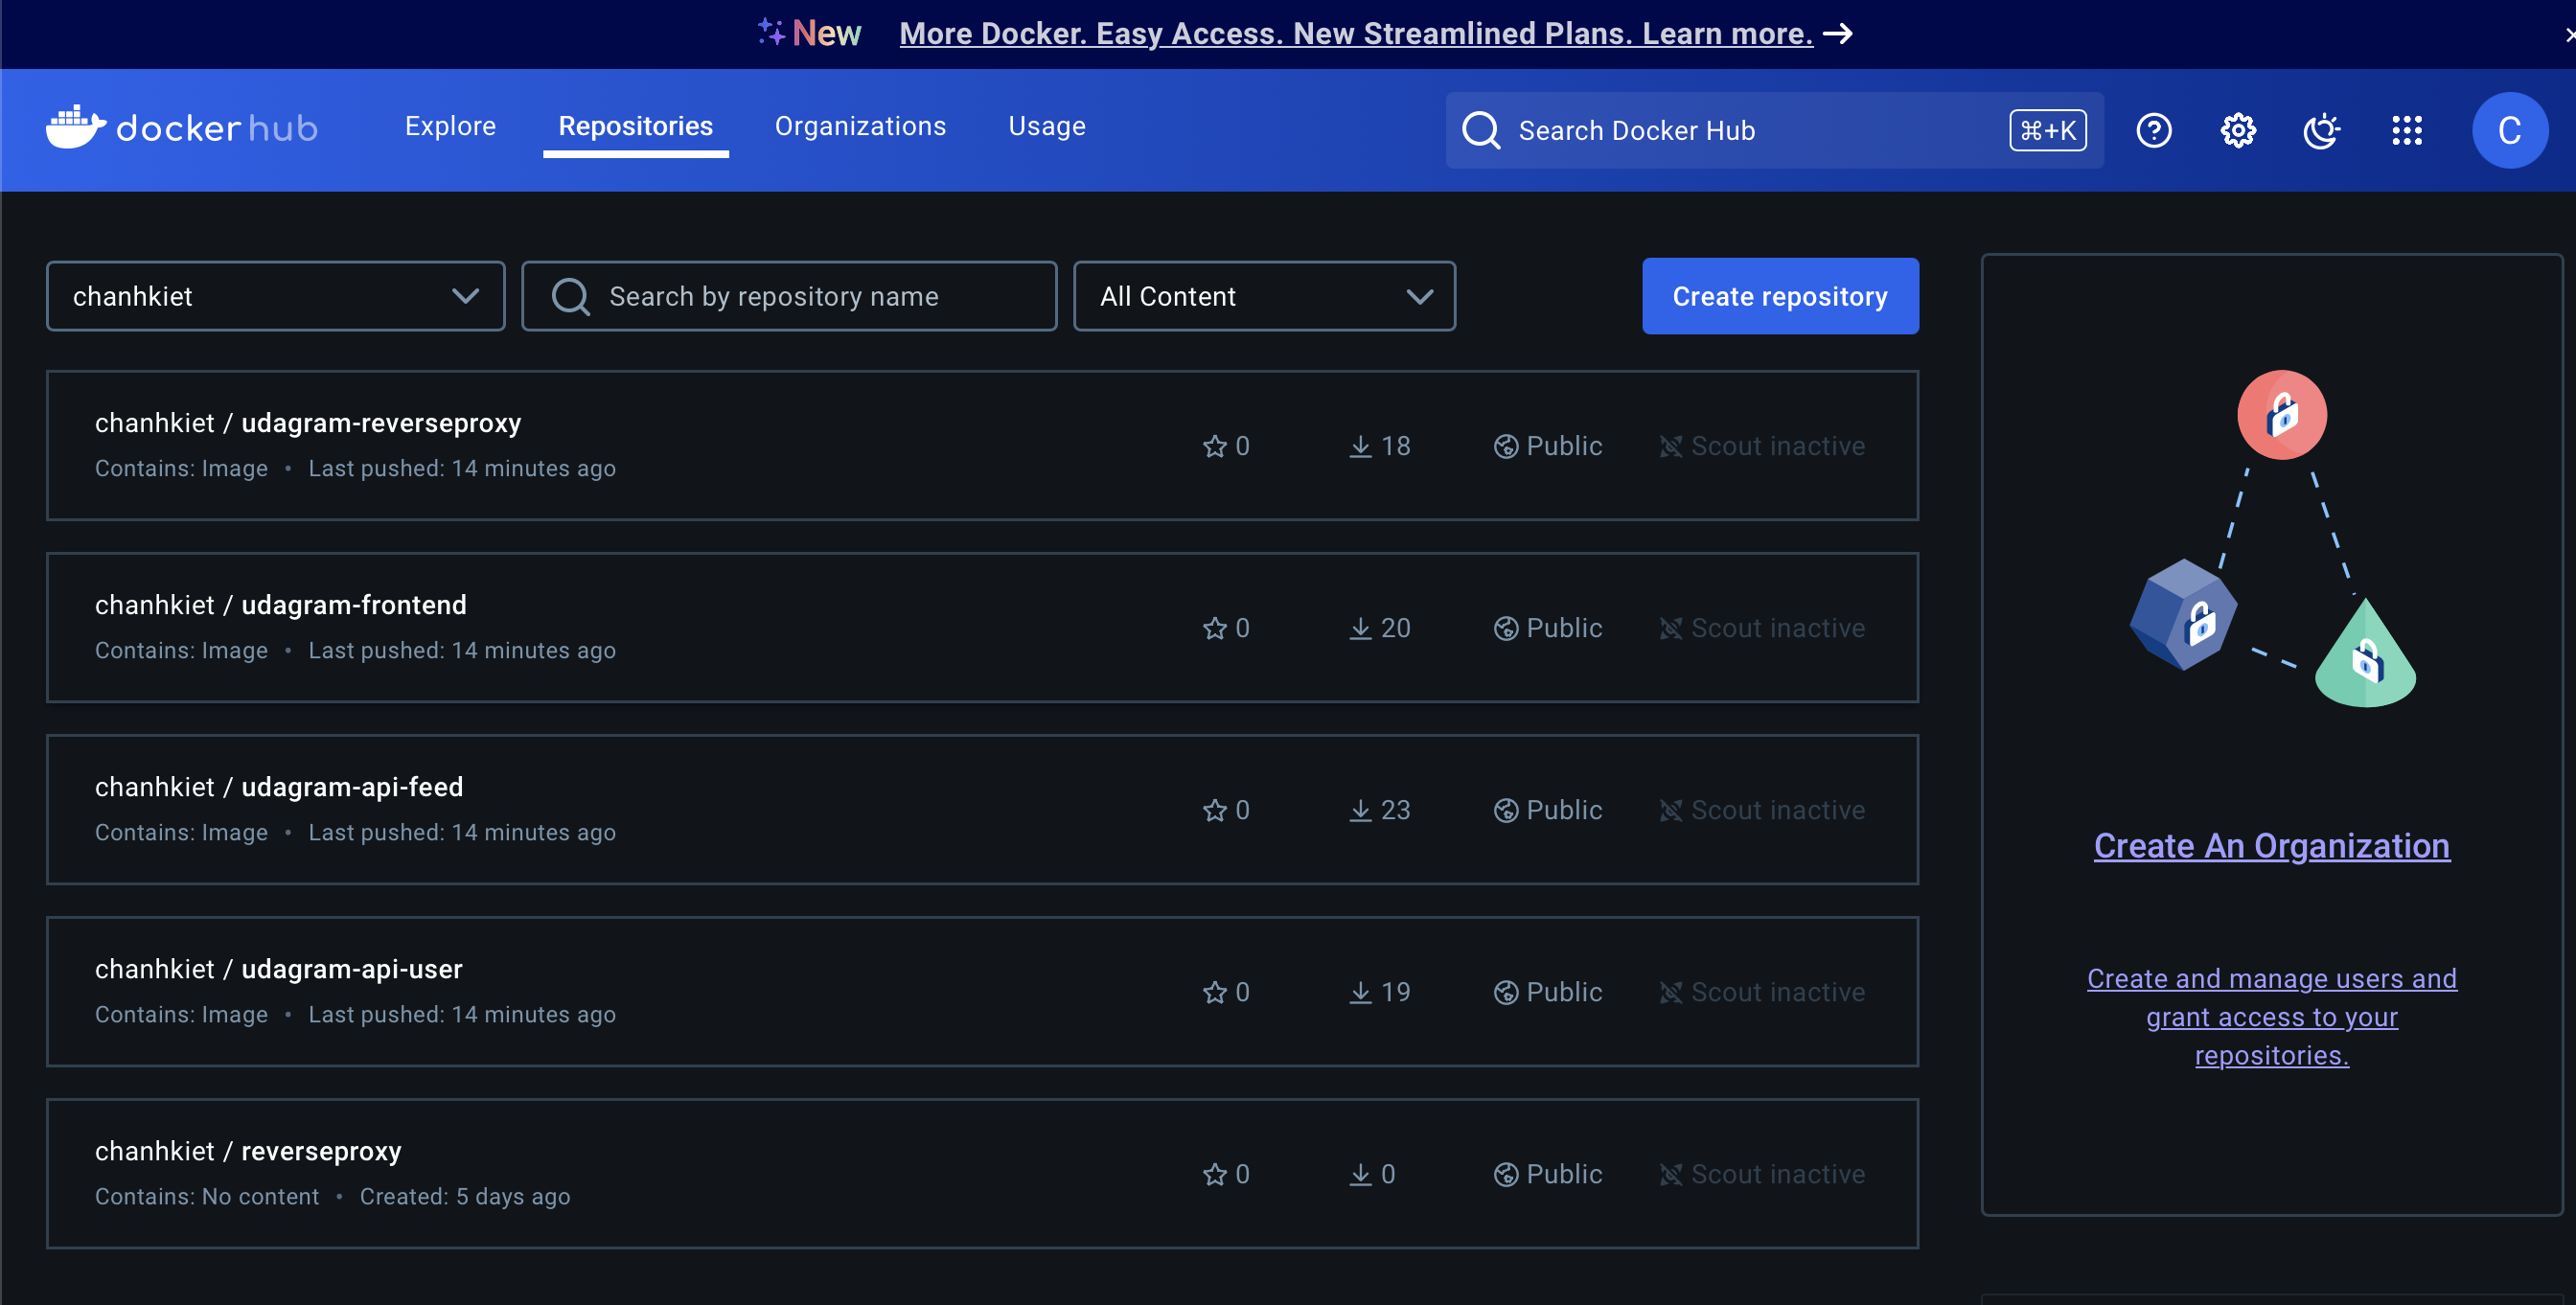 New More Docker. Easy Access. New Streamlined Plans. Learn more.
docker hub Explore Repositories Organizations Usage Search Docker Hub ⌘+K C
chanhkiet Search by repository name All Content Create repository
chanhkiet / udagram-reverseproxy
Contains: Image • Last pushed: 14 minutes ago
0 18 Public Scout inactive
chanhkiet / udagram-frontend
Contains: Image • Last pushed: 14 minutes ago
0 20 Public Scout inactive
chanhkiet / udagram-api-feed
Contains: Image • Last pushed: 14 minutes ago
0 23 Public Scout inactive
chanhkiet / udagram-api-user
Contains: Image • Last pushed: 14 minutes ago
0 19 Public Scout inactive
chanhkiet / reverseproxy
Contains: No content • Created: 5 days ago
0 0 Public Scout inactive
Create An Organization
Create and manage users and
grant access to your
repositories.